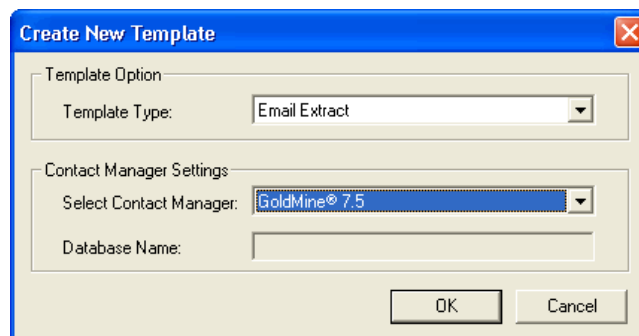 Create New Template
Template Option
Template Type: Email Extract
Contact Manager Settings
Select Contact Manager: GoldMine® 7.5
Database Name:
OK Cancel